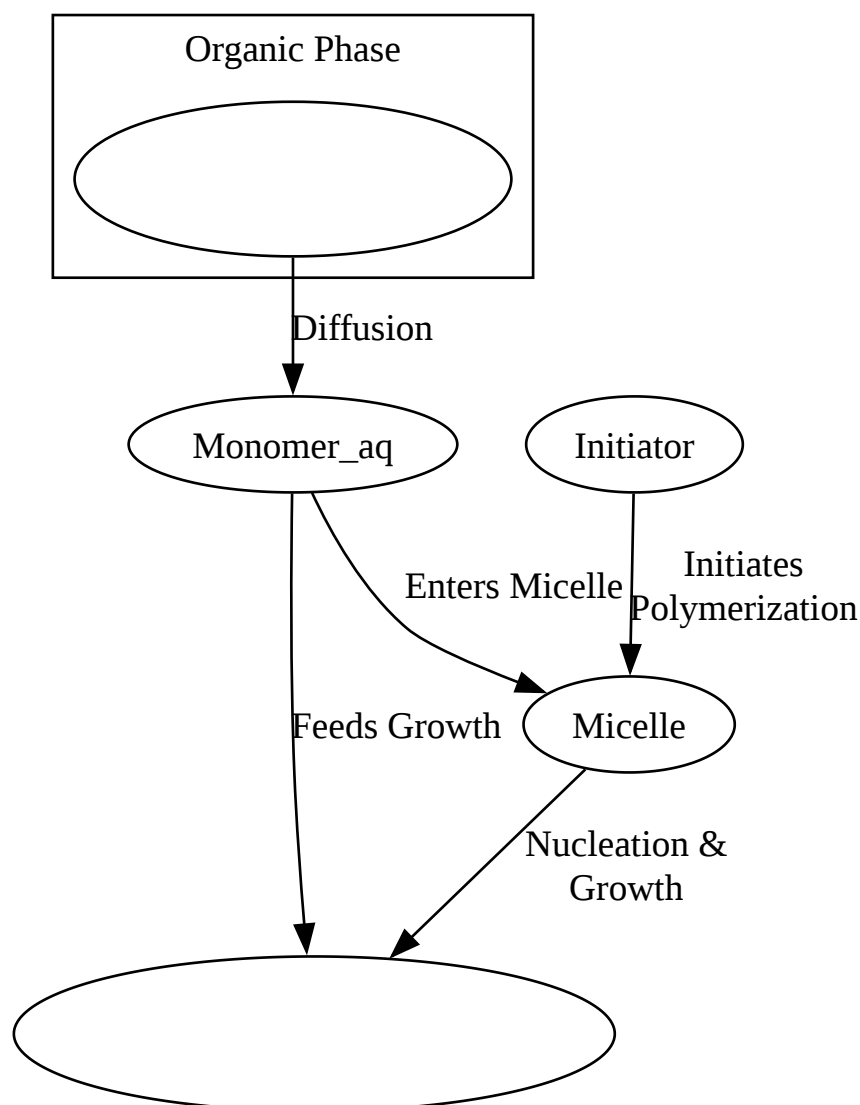 Organic Phase
Diffusion
Monomer_aq
Initiator
Enters Micelle
Initiates
Polymerization
Feeds Growth
Micelle
Nucleation &
Growth